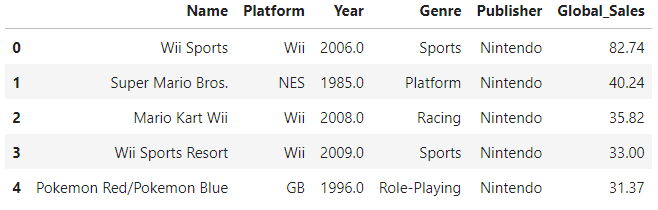 Name Platform Year Genre Publisher Global_Sales
0 Wii Sports Wii 2006.0 Sports Nintendo 82.74
1 Super Mario Bros. NES 1985.0 Platform Nintendo 40.24
2 Mario Kart Wii Wii 2008.0 Racing Nintendo 35.82
3 Wii Sports Resort Wii 2009.0 Sports Nintendo 33.00
4 Pokemon Red/Pokemon Blue GB 1996.0 Role-Playing Nintendo 31.37